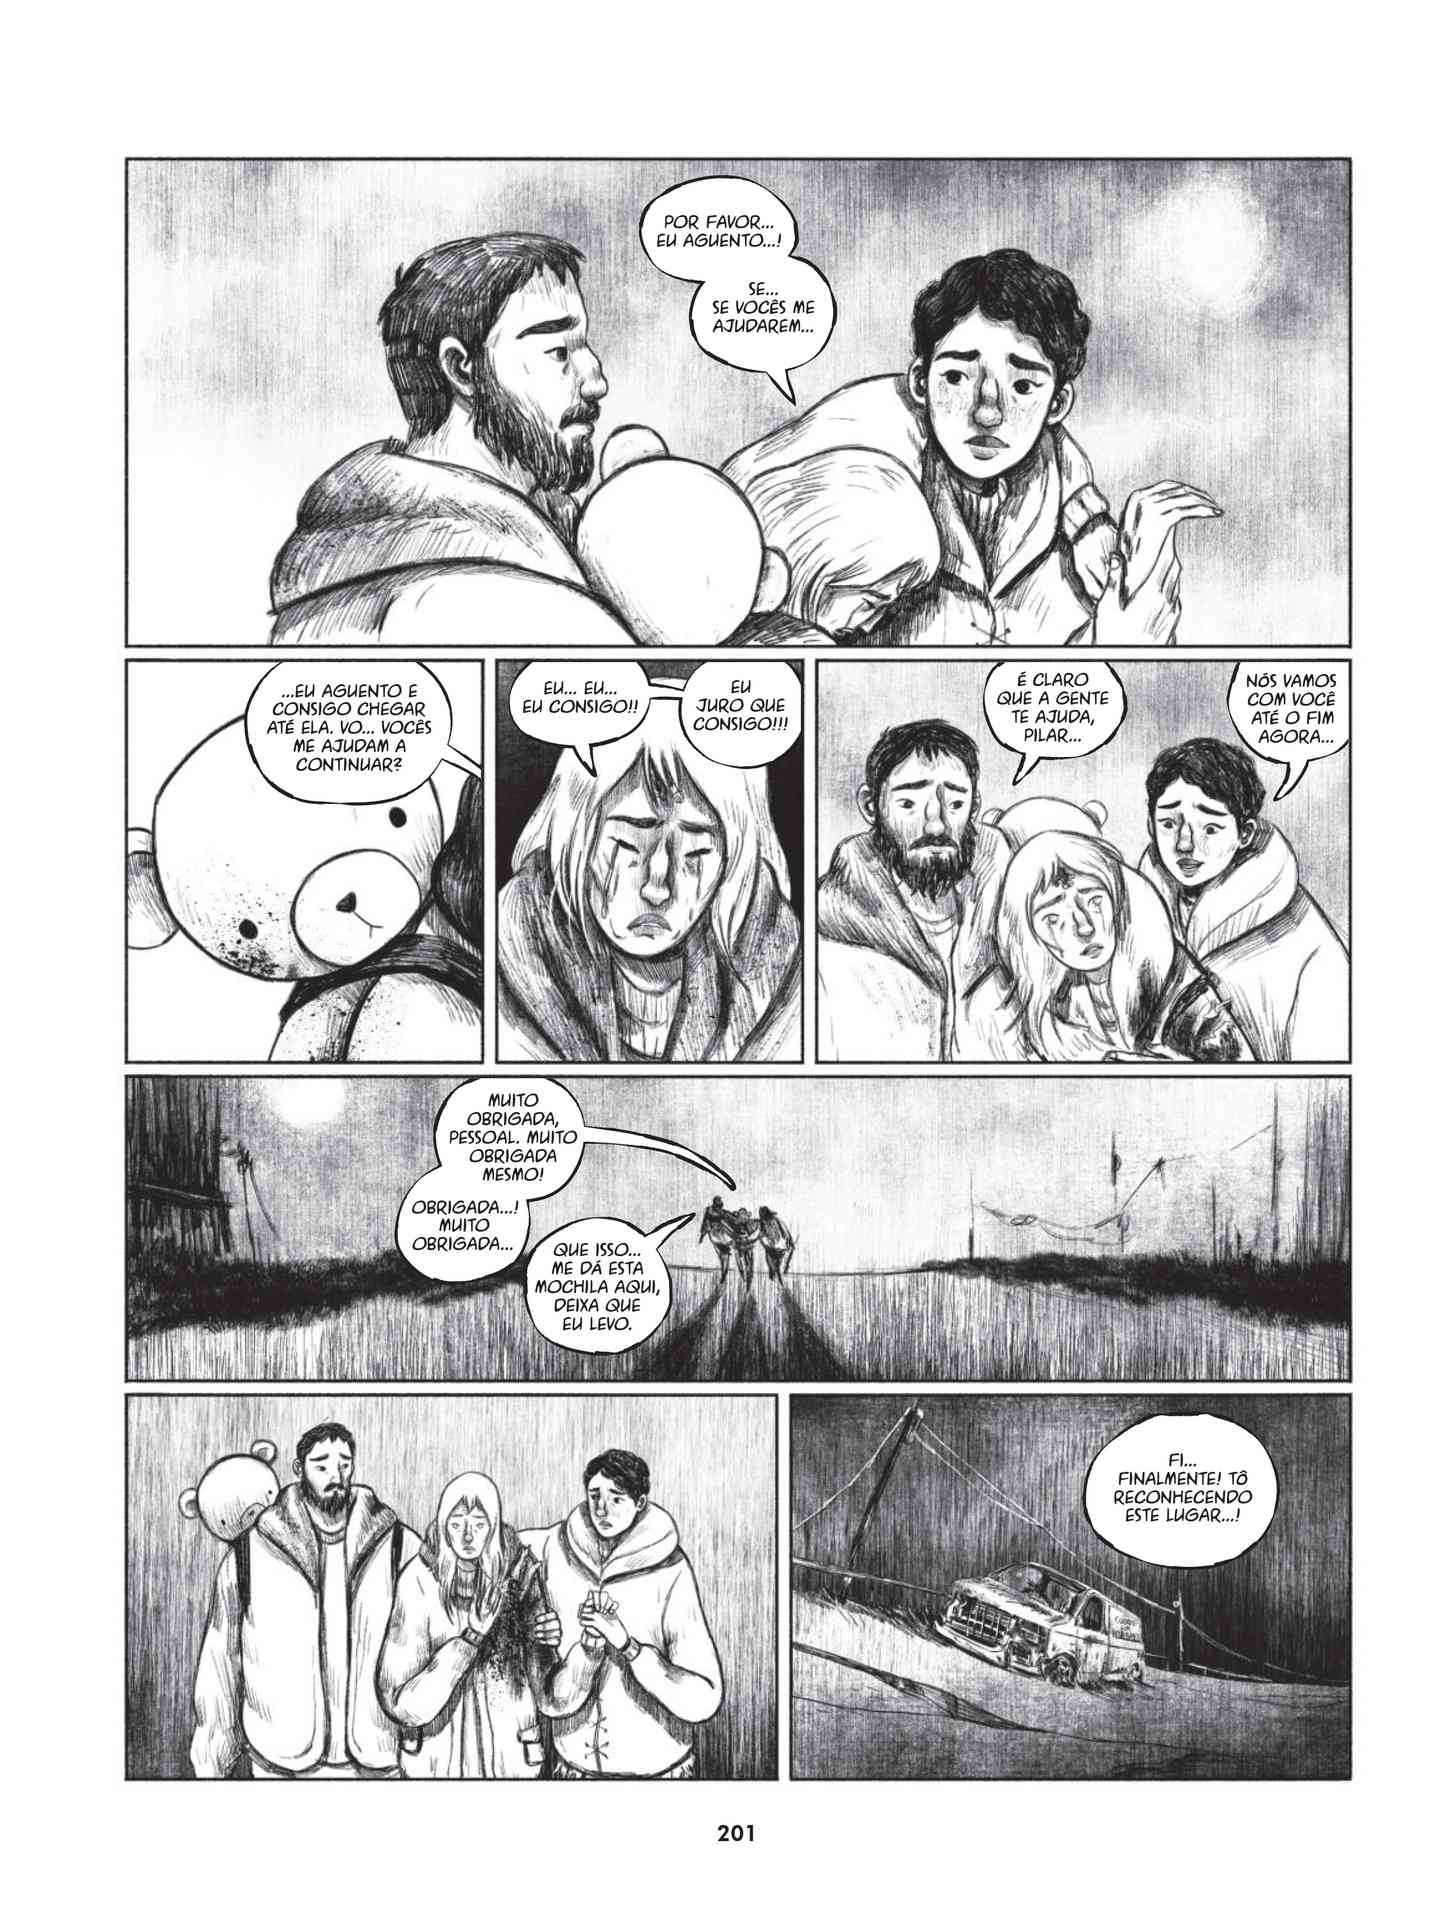 POR FAVOR...
EU AGUENTO...!
SE...
SE VOCÊS ME
AJUDAREM...
...EU AGUENTO E
CONSIGO CHEGAR
ATÉ ELA. VO... VOCÊS
ME AJUDAM A
CONTINUAR?
EU... EU...
EU CONSIGO!!
EU
JURO QUE
CONSIGO!!!
É CLARO
QUE A GENTE
TE AJUDA,
PILAR...
NÓS VAMOS
COM VOCÊ
ATÉ O FIM
AGORA...
MUITO
OBRIGADA,
PESSOAL. MUITO
OBRIGADA
MESMO!
OBRIGADA...!
MUITO
OBRIGADA...
QUE ISSO...
ME DÁ ESTA
MOCHILA AQUI,
DEIXA QUE
EU LEVO.
FI...
FINALMENTE! TÔ
RECONHECENDO
ESTE LUGAR...!
201